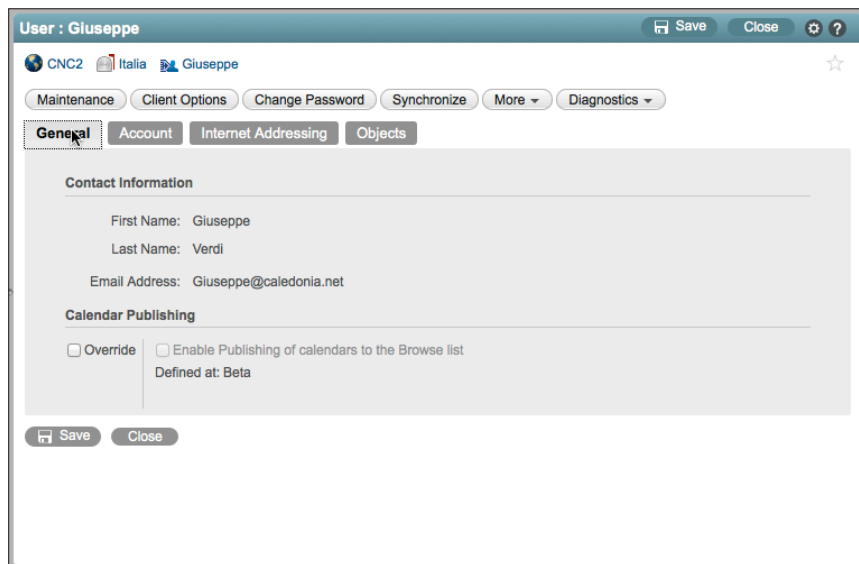 User : Giuseppe Save Close
CNC2 Italia Giuseppe
Maintenance Client Options Change Password Synchronize More Diagnostics
General Account Internet Addressing Objects
Contact Information
First Name: Giuseppe
Last Name: Verdi
Email Address: Giuseppe@caledonia.net
Calendar Publishing
Override Enable Publishing of calendars to the Browse list
Defined at: Beta
Save Close